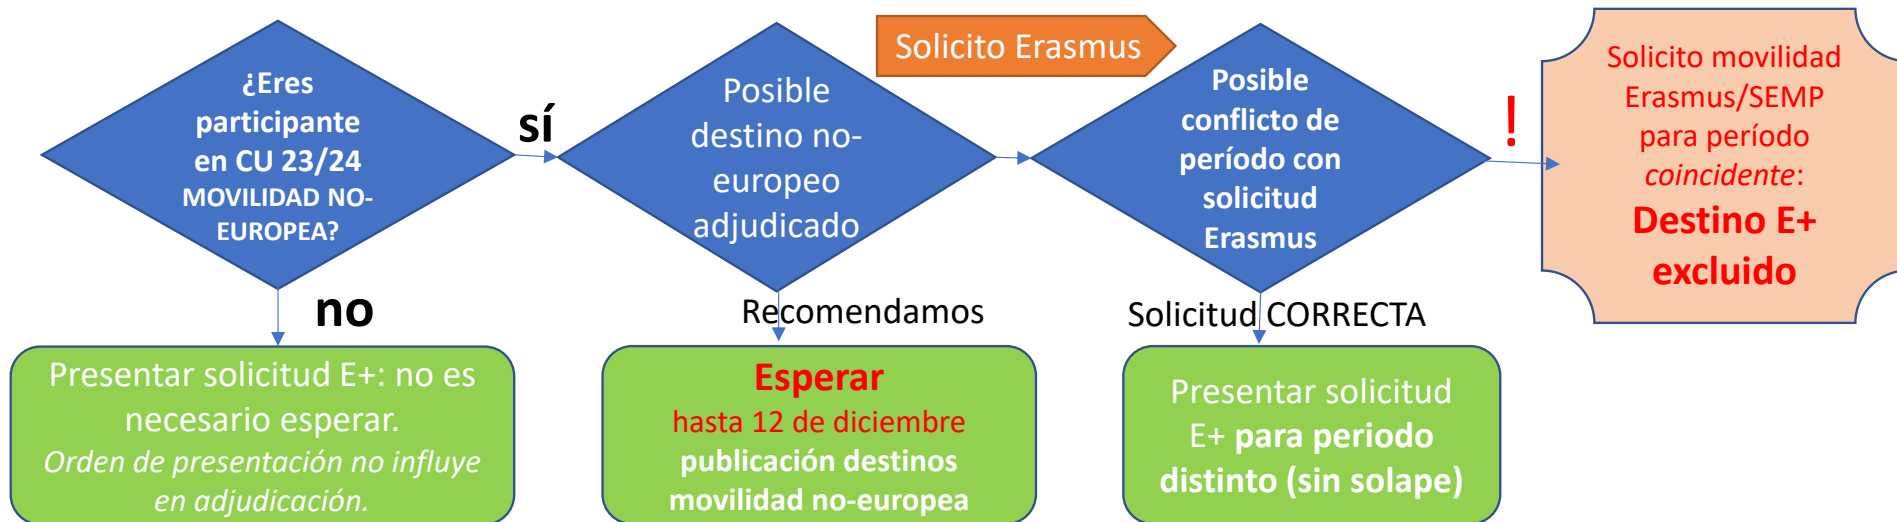 ¿Eres
participante
en CU 23/24
MOVILIDAD NO-
EUROPEA?
sí
no
Presentar solicitud E+: no es
necesario esperar.
Orden de presentación no influye
en adjudicación.
Posible
destino no-
europeo
adjudicado
Recomendamos
Esperar
hasta 12 de diciembre
publicación destinos
movilidad no-europea
Solicito Erasmus
Posible
conflicto de
período con
solicitud
Erasmus
Solicitud CORRECTA
Presentar solicitud
E+ para periodo
distinto (sin solape)
!
Solicito movilidad
Erasmus/SEMP
para período
coincidente:
Destino E+
excluido